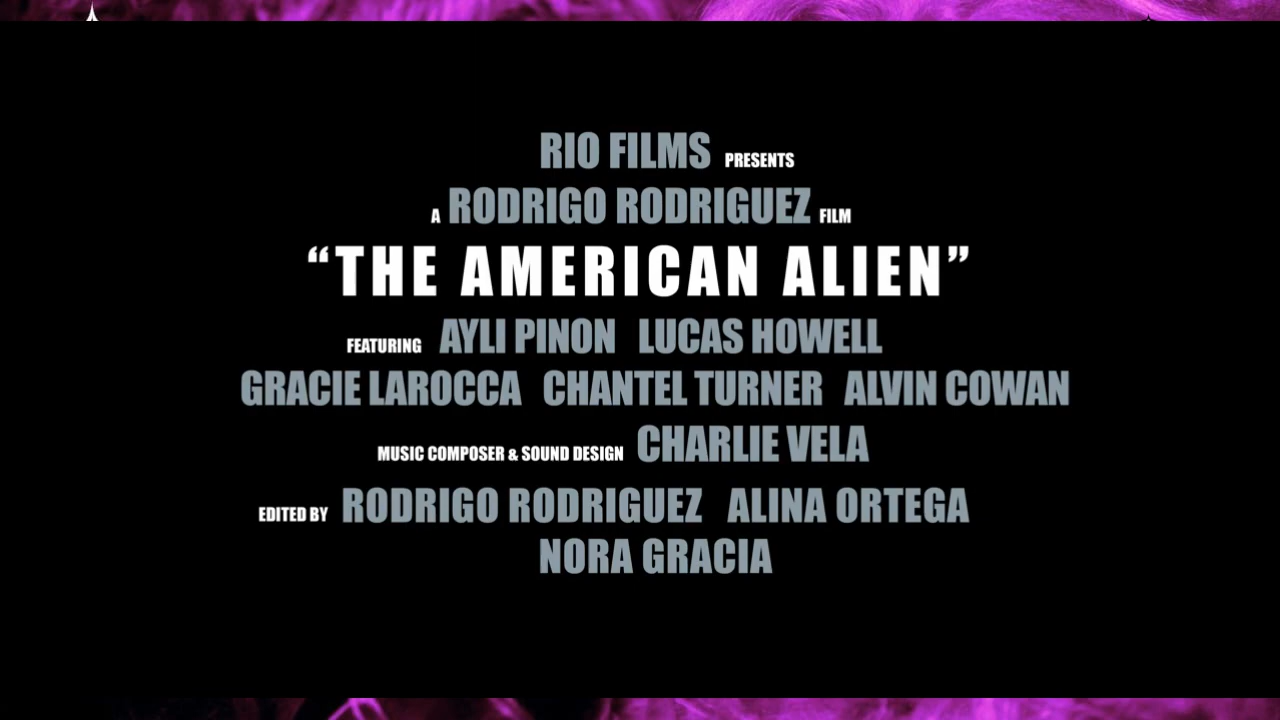 RIO FILMS PRESENTS
A RODRIGO RODRIGUEZ FILM
“THE AMERICAN ALIEN”
FEATURING AYLI PINON LUCAS HOWELL
GRACIE LAROCCA CHANTEL TURNER ALVIN COWAN
MUSIC COMPOSER & SOUND DESIGN CHARLIE VELA
EDITED BY RODRIGO RODRIGUEZ ALINA ORTEGA
NORA GRACIA